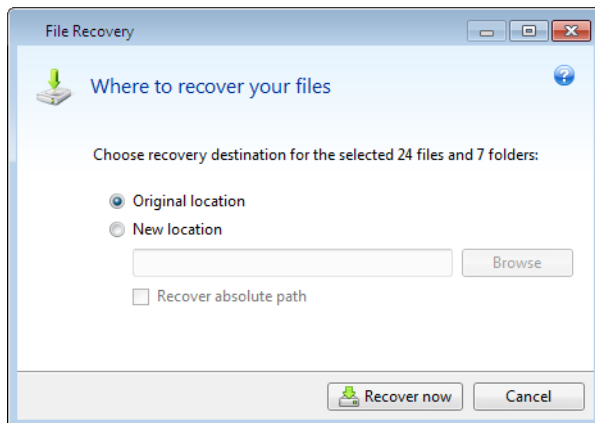 File Recovery
Where to recover your files
Choose recovery destination for the selected 24 files and 7 folders:
Original location
New location
Browse
Recover absolute path
Recover now
Cancel